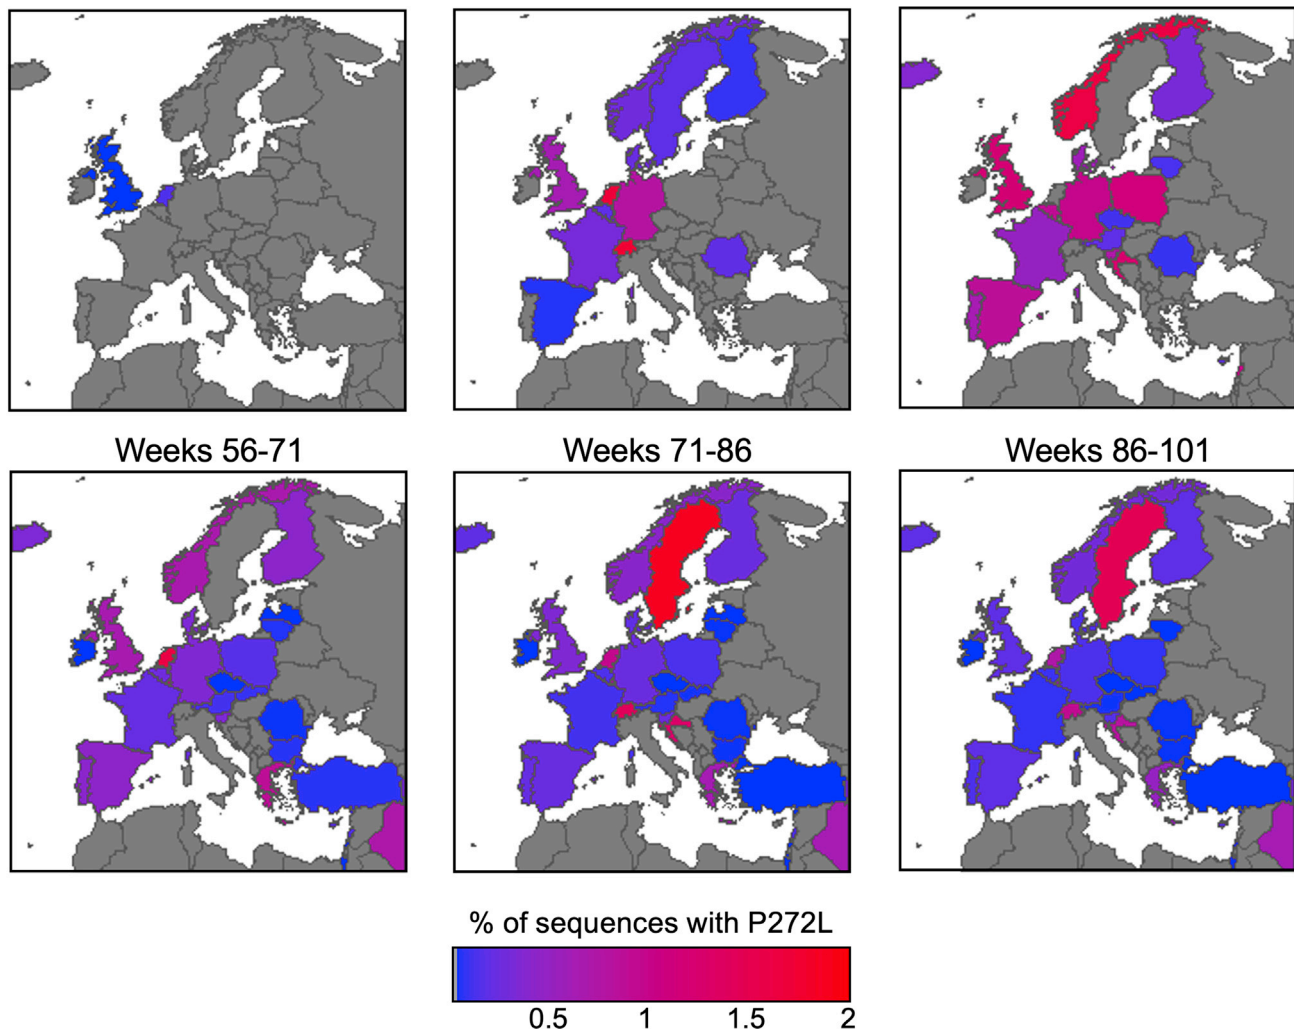 Weeks 56-71
Weeks 71-86
Weeks 86-101
% of sequences with P272L
0.5
1
1.5
2